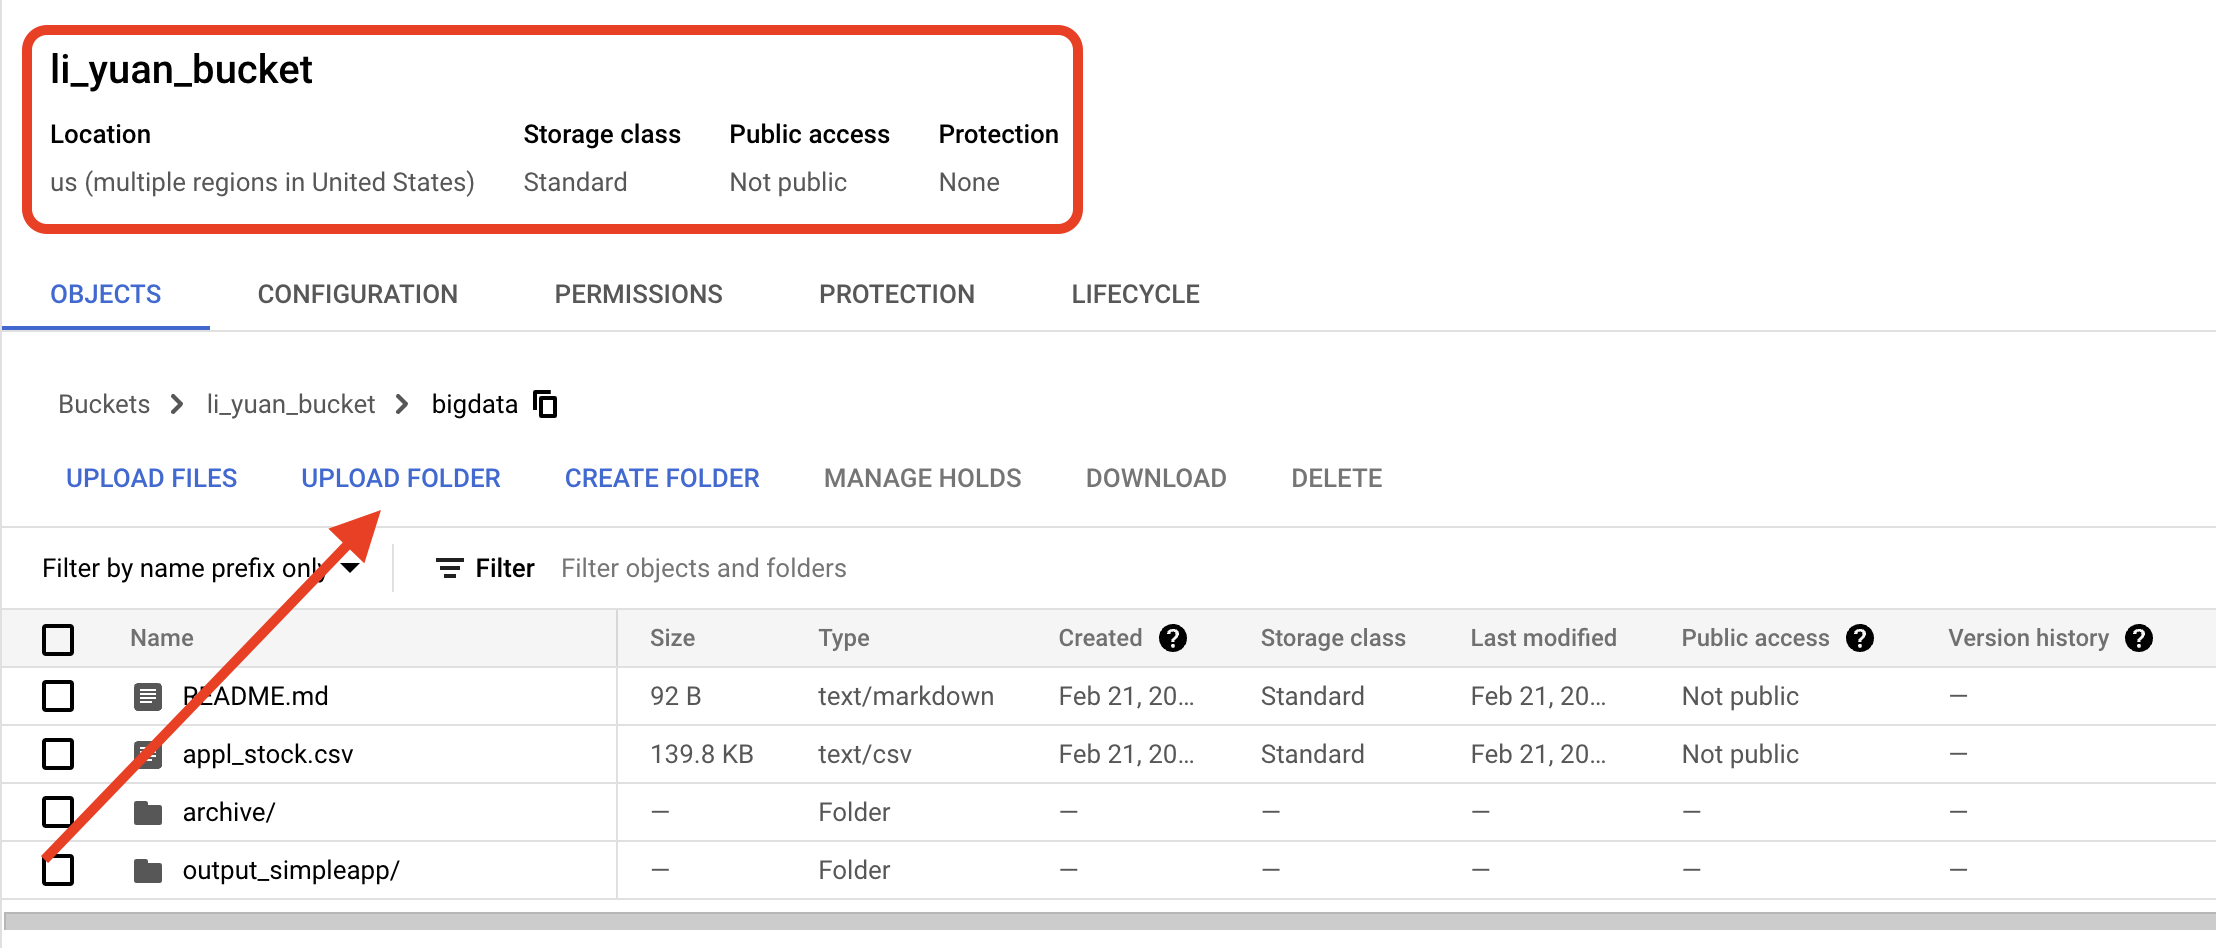 li_yuan_bucket
Location Storage class Public access Protection
us (multiple regions in United States) Standard Not public None
OBJECTS CONFIGURATION PERMISSIONS PROTECTION LIFECYCLE
Buckets > li_yuan_bucket > bigdata
UPLOAD FILES UPLOAD FOLDER CREATE FOLDER MANAGE HOLDS DOWNLOAD DELETE
Filter by name prefix only Filter Filter objects and folders
Name Size Type Created ? Storage class Last modified Public access ? Version history ?
README.md 92 B text/markdown Feb 21, 20... Standard Feb 21, 20... Not public —
appl_stock.csv 139.8 KB text/csv Feb 21, 20... Standard Feb 21, 20... Not public —
archive/ — Folder — — — — —
output_simpleapp/ — Folder — — — — —